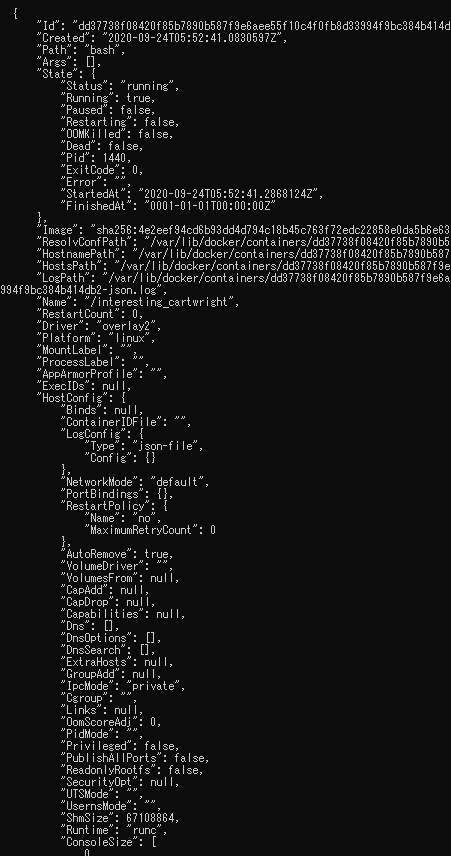 {
"Id": "dd37738f08420f85b7890b587f9e6aee55f10c4f0fb8d33994f9bc384b414d
"Created": "2020-09-24T05:52:41.0830597Z",
"Path": "bash",
"Args": [],
"State": {
"Status": "running",
"Running": true,
"Paused": false,
"Restarting": false,
"OOMKilled": false,
"Dead": false,
"Pid": 1440,
"ExitCode": 0,
"Error": "",
"StartedAt": "2020-09-24T05:52:41.2868124Z",
"FinishedAt": "0001-01-01T00:00:00Z"
},
"Image": "sha256:4e2eef94cd6b93dd4d794c18b45c763f72edc22858e0da5b6e63
"ResolvConfPath": "/var/lib/docker/containers/dd37738f08420f85b7890b5
"HostnamePath": "/var/lib/docker/containers/dd37738f08420f85b7890b587
"HostsPath": "/var/lib/docker/containers/dd37738f08420f85b7890b587f9e
"LogPath": "/var/lib/docker/containers/dd37738f08420f85b7890b587f9e6a
994f9bc384b414db2-json.log",
"Name": "/interesting_cartwright",
"RestartCount": 0,
"Driver": "overlay2",
"Platform": "linux",
"MountLabel": "",
"ProcessLabel": "",
"AppArmorProfile": "",
"ExecIDs": null,
"HostConfig": {
"Binds": null,
"ContainerIDFile": "",
"LogConfig": {
"Type": "json-file",
"Config": {}
},
"NetworkMode": "default",
"PortBindings": {},
"RestartPolicy": {
"Name": "no",
"MaximumRetryCount": 0
},
"AutoRemove": true,
"VolumeDriver": "",
"VolumesFrom": null,
"CapAdd": null,
"CapDrop": null,
"Capabilities": null,
"Dns": [],
"DnsOptions": [],
"DnsSearch": [],
"ExtraHosts": null,
"GroupAdd": null,
"IpcMode": "private",
"Cgroup": "",
"Links": null,
"OomScoreAdj": 0,
"PidMode": "",
"Privileged": false,
"PublishAllPorts": false,
"ReadonlyRootfs": false,
"SecurityOpt": null,
"UTSMode": "",
"UsernsMode": "",
"ShmSize": 67108864,
"Runtime": "runc",
"ConsoleSize": [
0,